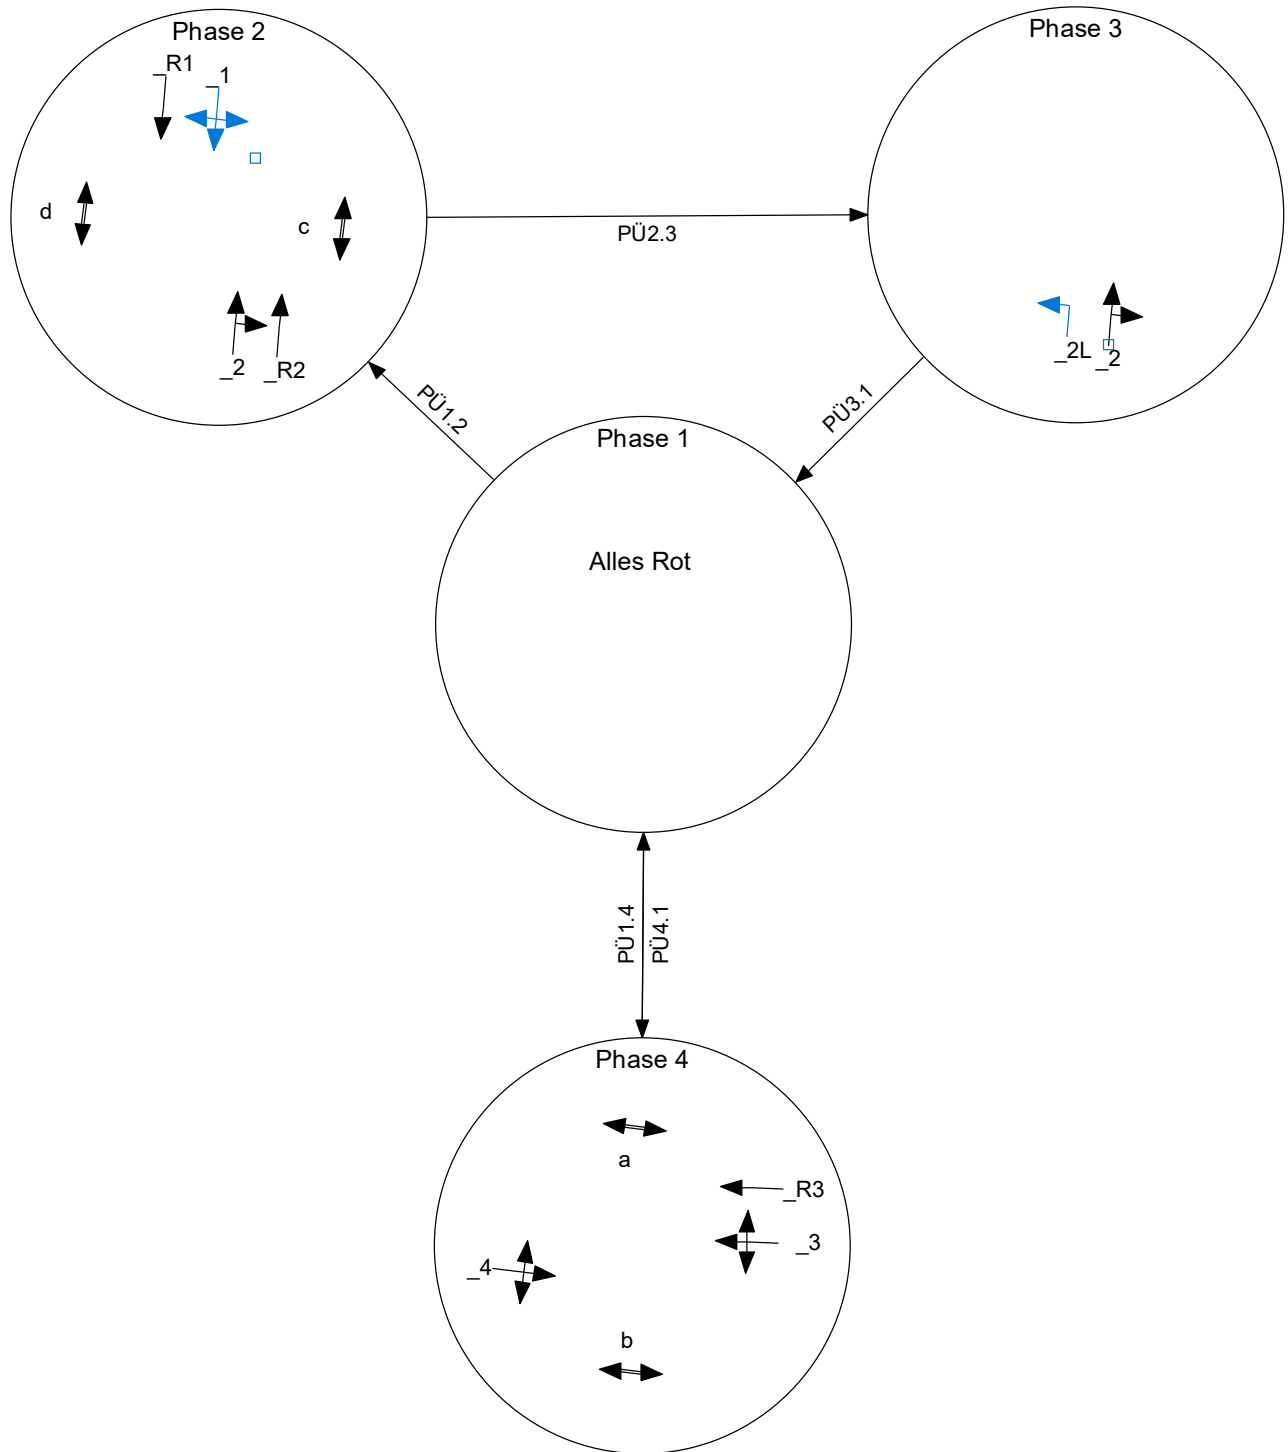 Phase 2
_R1
_1
d
c
_2
_R2
PÜ2.3
Phase 3
_2L
_2
PÜ1.2
PÜ3.1
Phase 1
Alles Rot
PÜ1.4
PÜ4.1
Phase 4
a
_R3
_3
_4
b